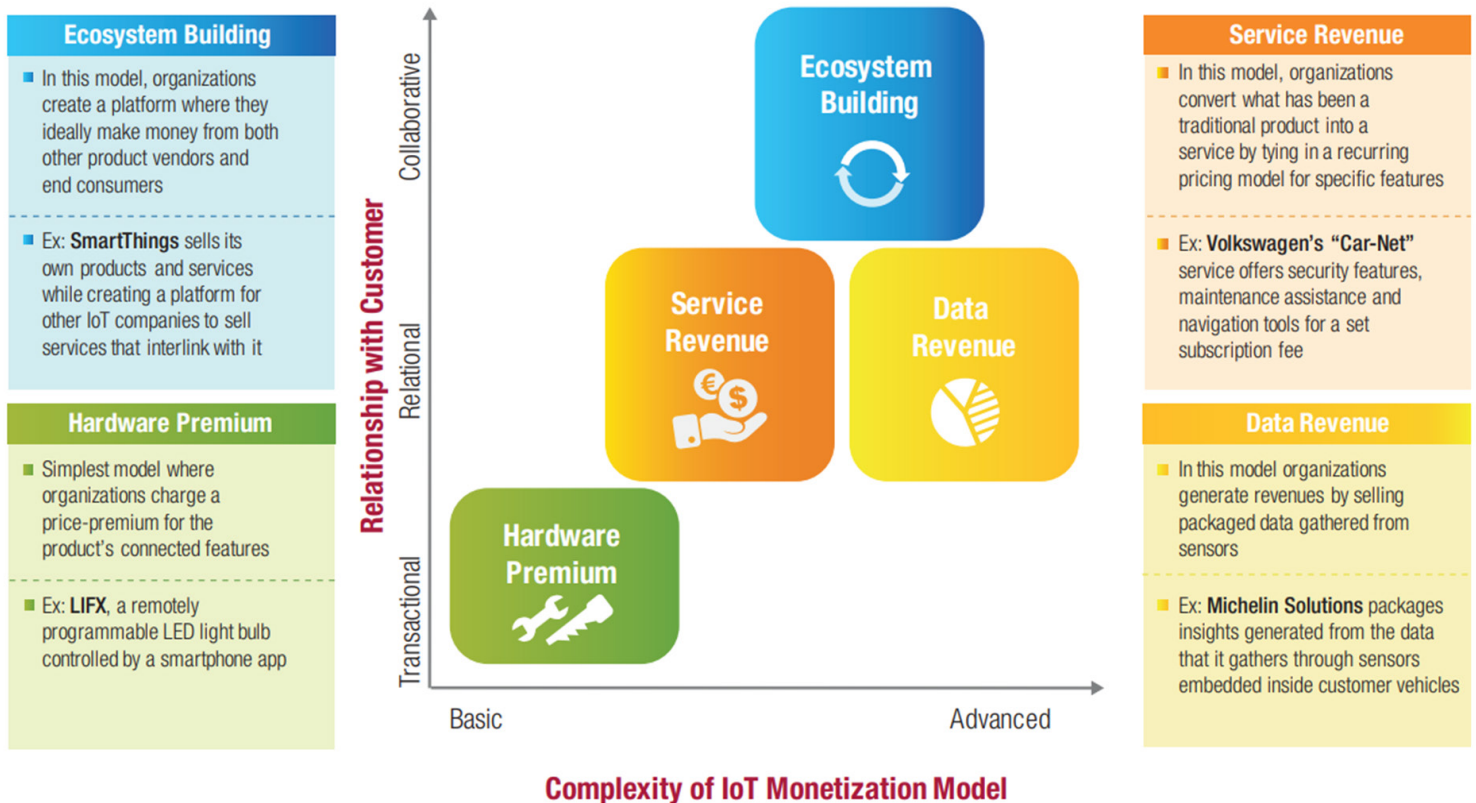 Ecosystem Building
In this model, organizations
create a platform where they
ideally make money from both
other product vendors and
end consumers
Ex: SmartThings sells its
own products and services
while creating a platform for
other IoT companies to sell
services that interlink with it
Hardware Premium
Simplest model where
organizations charge a
price-premium for the
product's connected features
Ex: LIFX, a remotely
programmable LED light bulb
controlled by a smartphone app
Relationship with Customer
Collaborative
Relational
Transactional
Ecosystem
Building
Service
Revenue
€
$
Data
Revenue
Hardware
Premium
Basic
Advanced
Complexity of IoT Monetization Model
Service Revenue
In this model, organizations
convert what has been a
traditional product into a
service by tying in a recurring
pricing model for specific features
Ex: Volkswagen's “Car-Net”
service offers security features,
maintenance assistance and
navigation tools for a set
subscription fee
Data Revenue
In this model organizations
generate revenues by selling
packaged data gathered from
sensors
Ex: Michelin Solutions packages
insights generated from the data
that it gathers through sensors
embedded inside customer vehicles